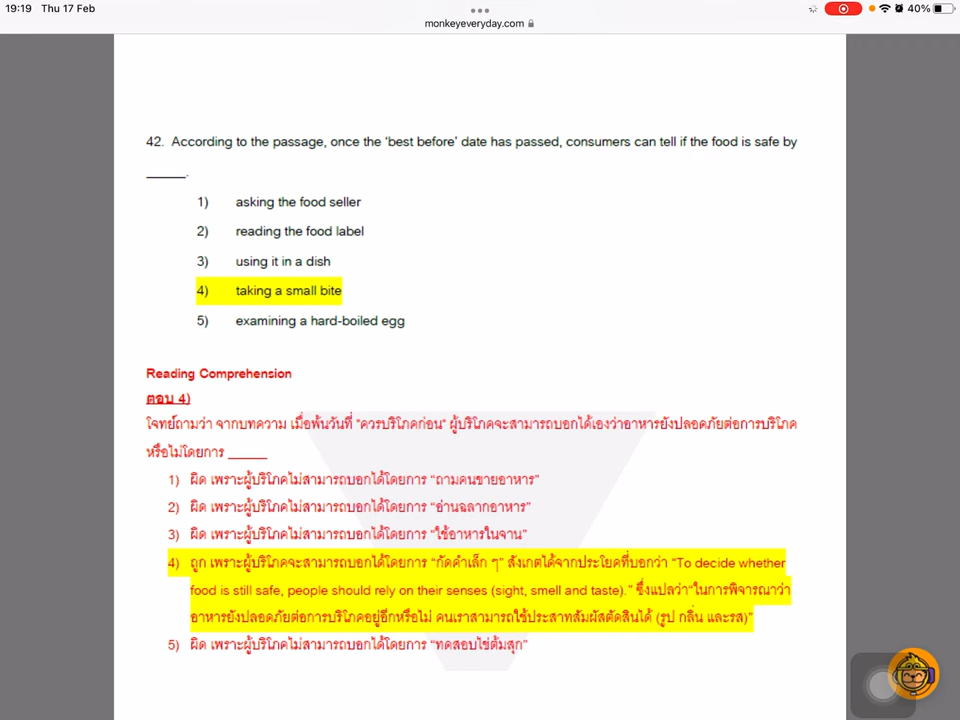 19:19 Thu 17 Feb 40%
monkeyeveryday.com
42. According to the passage, once the ‘best before’ date has passed, consumers can tell if the food is safe by
_____.
1) asking the food seller
2) reading the food label
3) using it in a dish
4) taking a small bite
5) examining a hard-boiled egg
Reading Comprehension
ตอบ 4)
โจทย์ถามว่า จากบทความ เมื่อพ้นวันที่ "ควรบริโภคก่อน" ผู้บริโภคจะสามารถบอกได้เองว่าอาหารยังปลอดภัยต่อการบริโภค
หรือไม่โดยการ _____
1) ผิด เพราะผู้บริโภคไม่สามารถบอกได้โดยการ “ถามคนขายอาหาร”
2) ผิด เพราะผู้บริโภคไม่สามารถบอกได้โดยการ “อ่านฉลากอาหาร”
3) ผิด เพราะผู้บริโภคไม่สามารถบอกได้โดยการ “ใช้อาหารในจาน”
4) ถูก เพราะผู้บริโภคจะสามารถบอกได้โดยการ “กัดคำเล็ก ๆ” สังเกตได้จากประโยคที่บอกว่า “To decide whether
food is still safe, people should rely on their senses (sight, smell and taste).” ซึ่งแปลว่า“ในการพิจารณาว่า
อาหารยังปลอดภัยต่อการบริโภคอยู่อีกหรือไม่ คนเราสามารถใช้ประสาทสัมผัสตัดสินได้ (รูป กลิ่น และรส)”
5) ผิด เพราะผู้บริโภคไม่สามารถบอกได้โดยการ “ทดสอบไข่ต้มสุก”